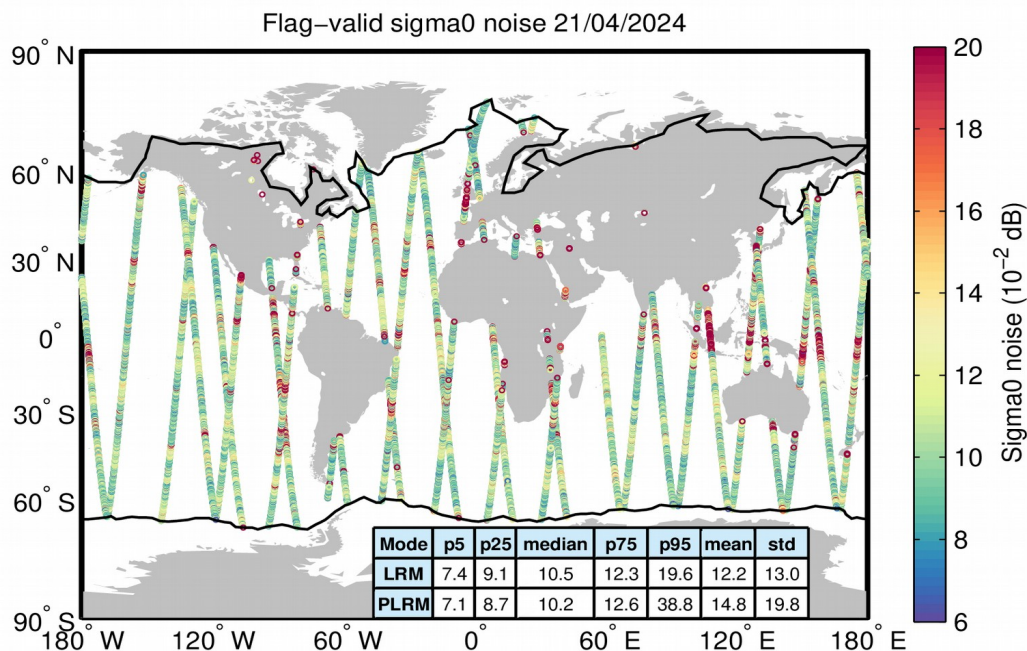 Flag−valid sigma0 noise 21/04/2024
90° N
60° N
30° N
0°
30° S
60° S
90° S
180° W
120° W
60° W
0°
60° E
120° E
180° E
Mode p5 p25 median p75 p95 mean std
LRM 7.4 9.1 10.5 12.3 19.6 12.2 13.0
PLRM 7.1 8.7 10.2 12.6 38.8 14.8 19.8
20
18
16
14
12
10
8
6
Sigma0 noise (10⁻² dB)